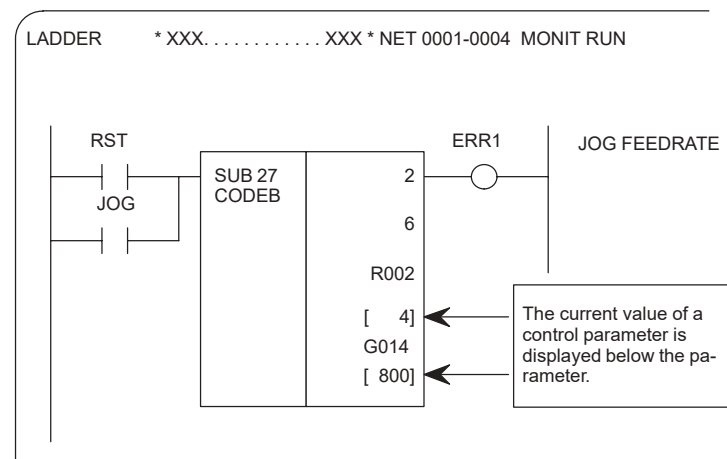 LADDER * XXX. . . . . . . . . . . . XXX * NET 0001-0004 MONIT RUN
RST
ERR1
JOG FEEDRATE
SUB 27
CODEB
2
JOG
6
R002
[ 4]
G014
[ 800]
The current value of a
control parameter is
displayed below the pa-
rameter.